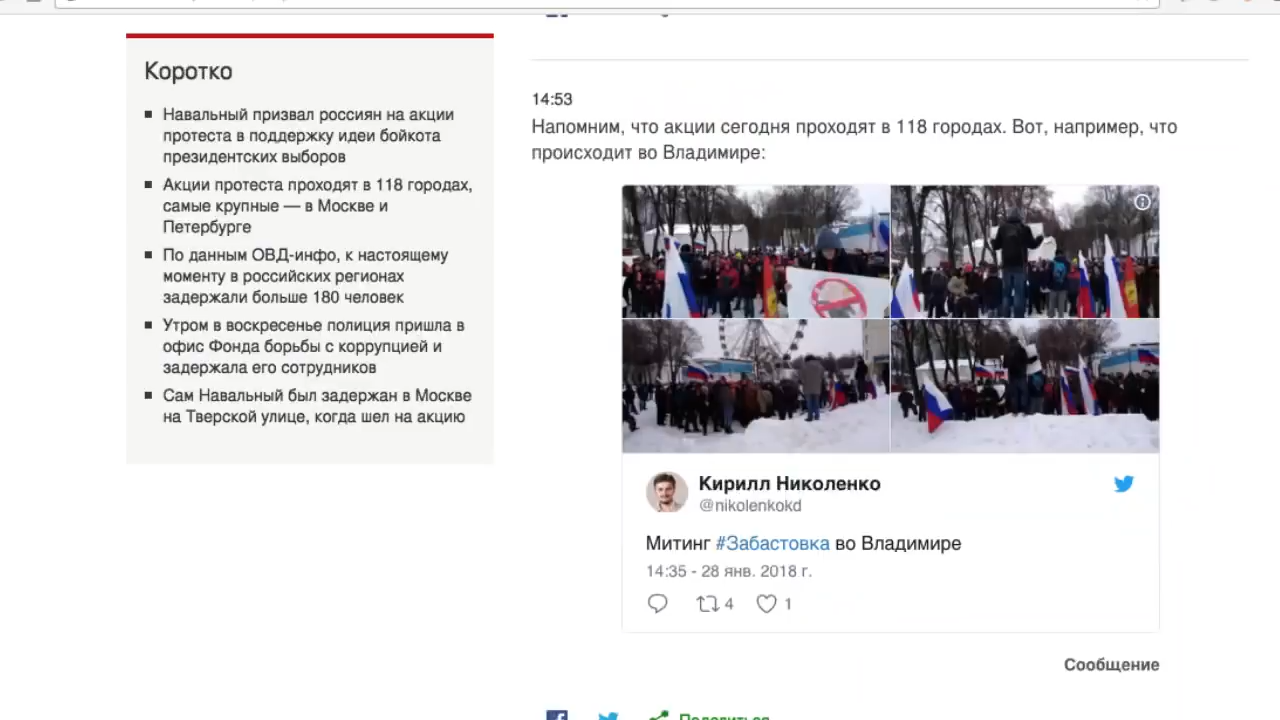 Коротко
Навальный призвал россиян на акции
протеста в поддержку идеи бойкота
президентских выборов
Акции протеста проходят в 118 городах,
самые крупные — в Москве и
Петербурге
По данным ОВД-инфо, к настоящему
моменту в российских регионах
задержали больше 180 человек
Утром в воскресенье полиция пришла в
офис Фонда борьбы с коррупцией и
задержала его сотрудников
Сам Навальный был задержан в Москве
на Тверской улице, когда шел на акцию
14:53
Напомним, что акции сегодня проходят в 118 городах. Вот, например, что
происходит во Владимире:
Кирилл Николенко
@nikolenkokd
Митинг #Забастовка во Владимире
14:35 - 28 янв. 2018 г.
4 1
Сообщение
Поделиться